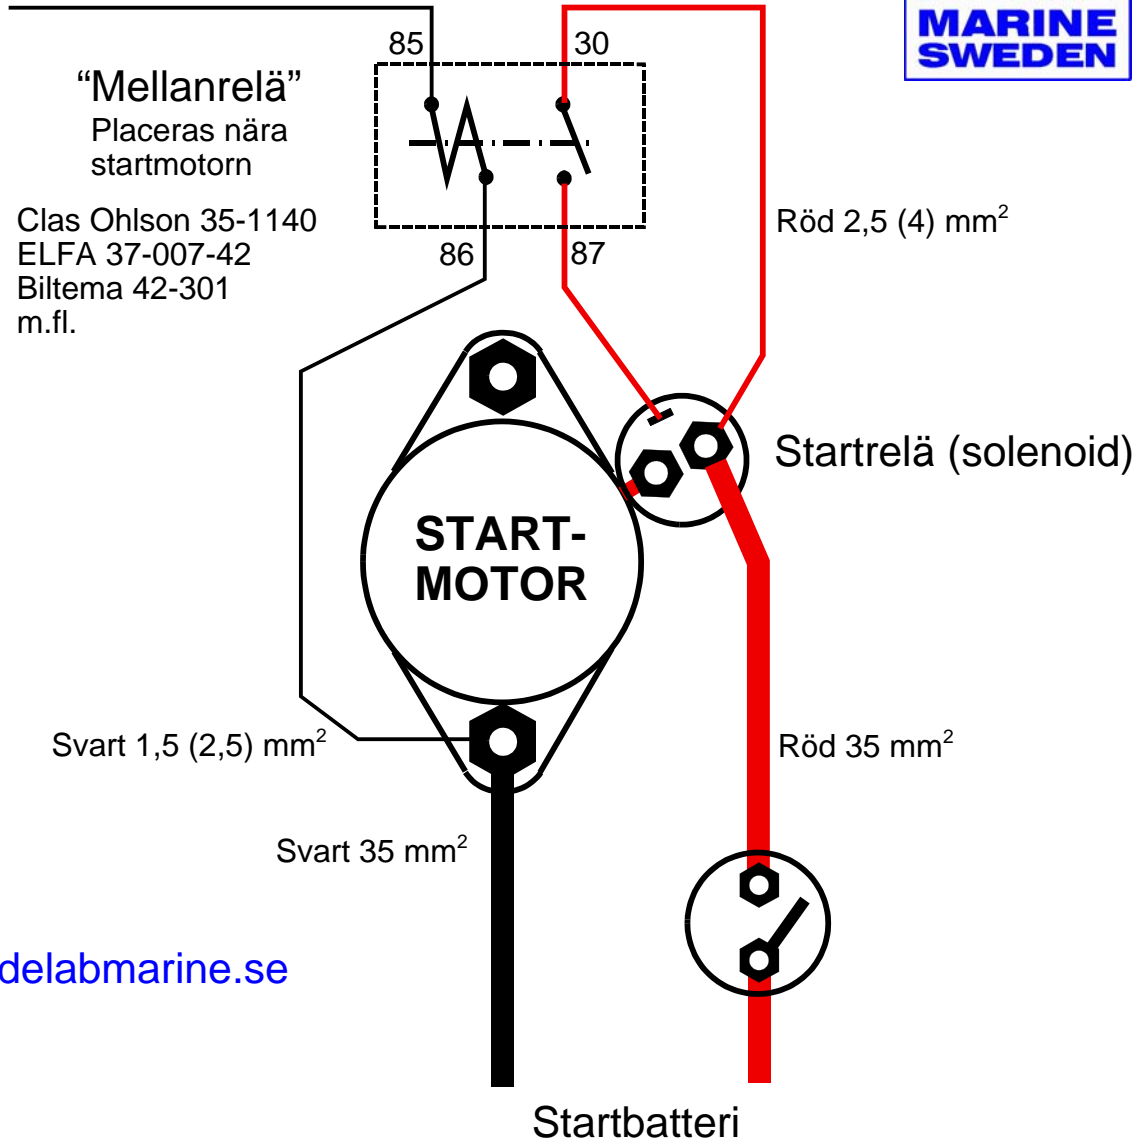 MARINE
SWEDEN
85
30
“Mellanrelä”
Placeras nära
startmotorn
Clas Ohlson 35-1140
ELFA 37-007-42
Biltema 42-301
m.fl.
86
87
Röd 2,5 (4) mm²
Startrelä (solenoid)
START-
MOTOR
Svart 1,5 (2,5) mm²
Röd 35 mm²
Svart 35 mm²
delabmarine.se
Startbatteri